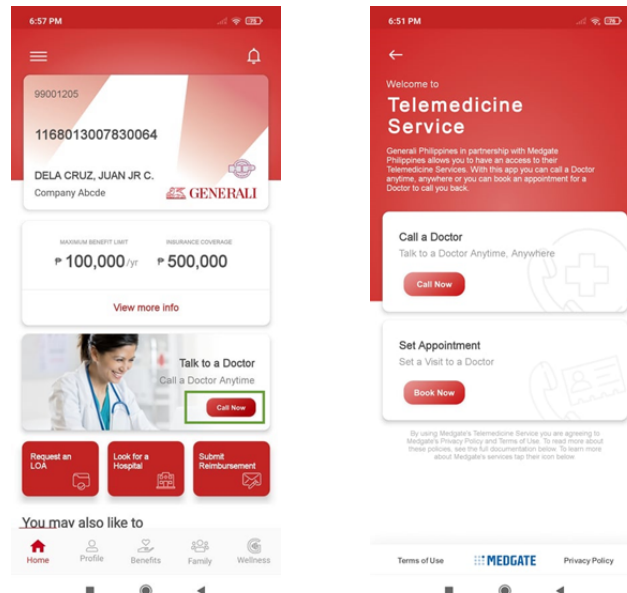 6:57 PM
78
99001205
1168013007830064
DELA CRUZ, JUAN JR C.
Company Abcde
GENERALI
MAXIMUM BENEFIT LIMIT
INSURANCE COVERAGE
₱ 100,000/yr
₱ 500,000
View more info
Talk to a Doctor
Call a Doctor Anytime
Call Now
Request an
LOA
Look for a
Hospital
Submit
Reimbursement
You may also like to
Home
Profile
Benefits
Family
Wellness
6:51 PM
Welcome to
Telemedicine
Service
Generali Philippines in partnership with Medgate
Philippines allows you to have an access to their
Telemedicine Services. With this app you can call a Doctor
anytime, anywhere or you can book an appointment for a
Doctor to call you back.
Call a Doctor
Talk to a Doctor Anytime, Anywhere
Call Now
Set Appointment
Set a Visit to a Doctor
Book Now
By using Medgate's Telemedicine Service you are agreeing to
Medgate's Privacy Policy and Terms of Use. To read more about
these policies, see the full documentation below. To learn more
about Medgate's services tap their icon below.
Terms of Use
MEDGATE
Privacy Policy